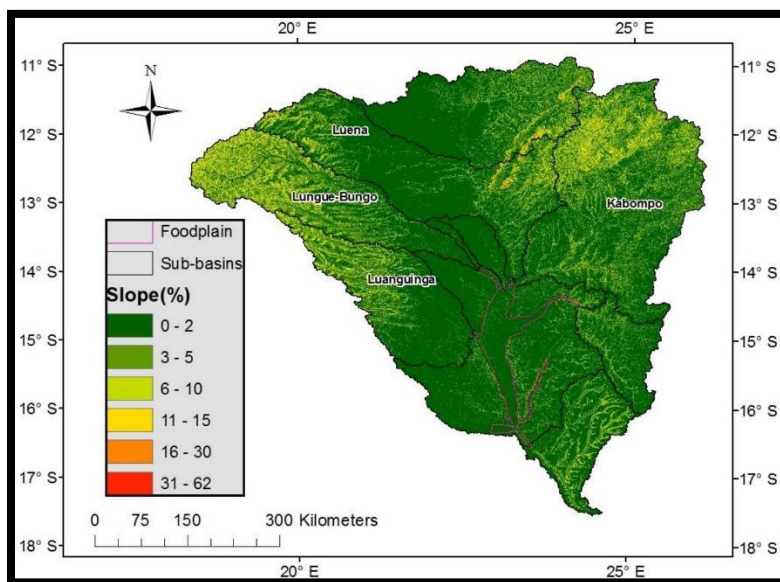 20° E 25° E
11° S 11° S
N
12° S Luena 12° S
13° S Lungue-Bungo Kabompo 13° S
Foodplain
Sub-basins
14° S Luanguinga 14° S
Slope(%)
0 - 2
15° S 15° S
3 - 5
6 - 10
16° S 16° S
11 - 15
16 - 30
17° S 17° S
31 - 62
0 75 150 300 Kilometers
18° S 18° S
20° E 25° E